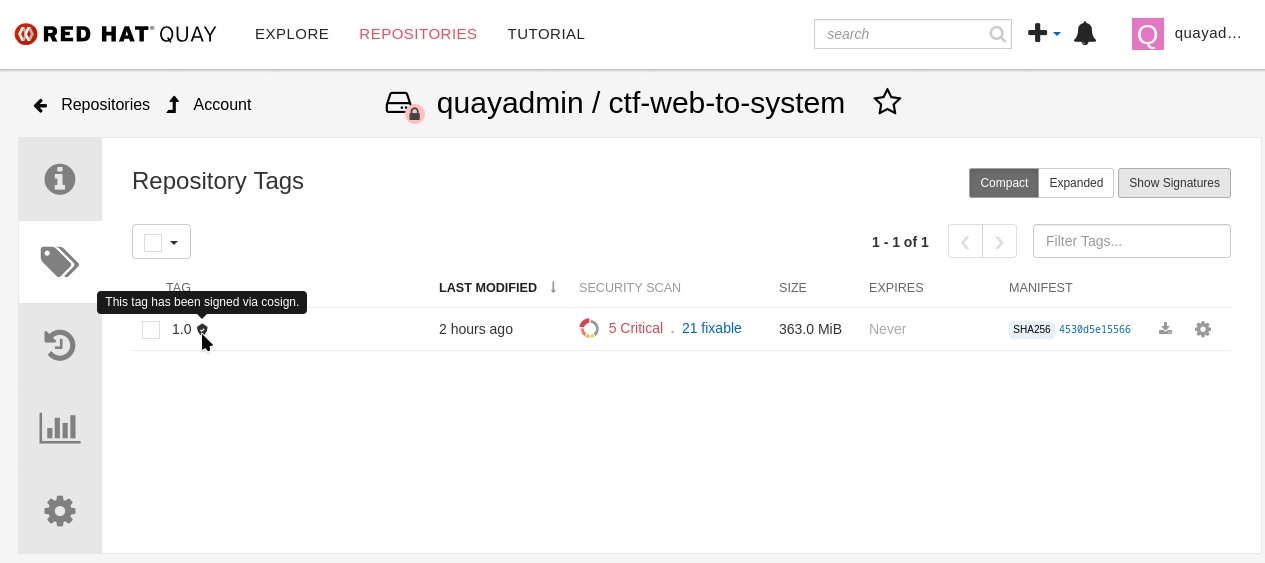 RED HAT® QUAY EXPLORE REPOSITORIES TUTORIAL search Q quayad...
Repositories Account quayadmin / ctf-web-to-system
Repository Tags Compact Expanded Show Signatures
1 - 1 of 1 Filter Tags...
TAG LAST MODIFIED SECURITY SCAN SIZE EXPIRES MANIFEST
This tag has been signed via cosign.
1.0 2 hours ago 5 Critical . 21 fixable 363.0 MiB Never SHA256 4530d5e15566